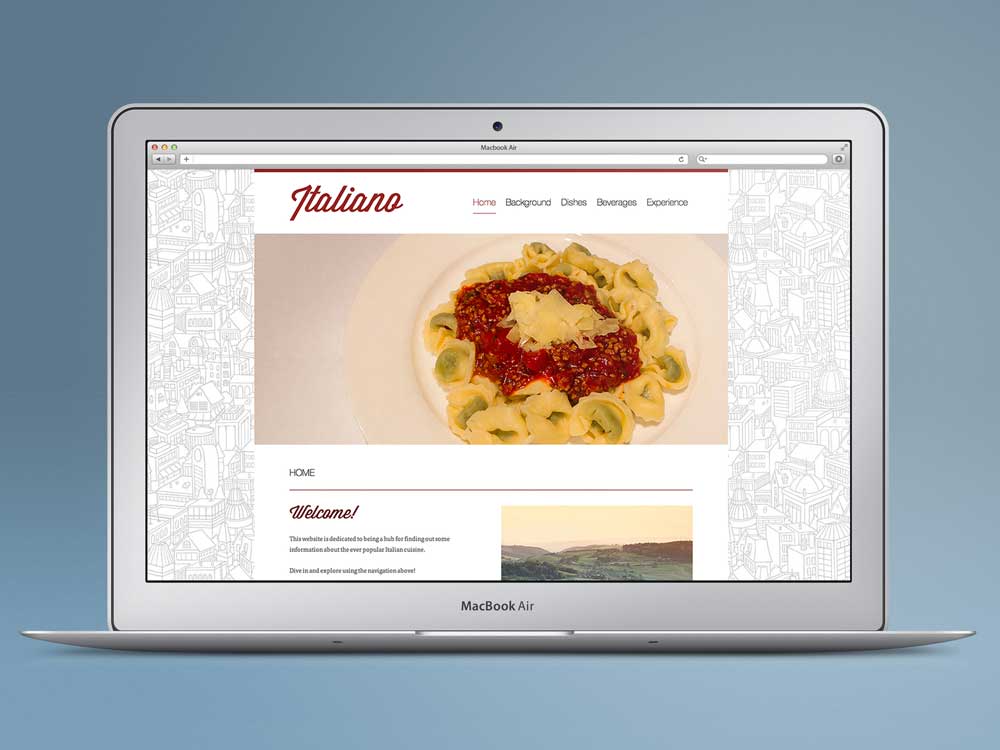 Macbook Air
Italiano
Home Background Dishes Beverages Experience
HOME
Welcome!
This website is dedicated to being a hub for finding out some
information about the ever popular Italian cuisine.
Dive in and explore using the navigation above!
MacBook Air